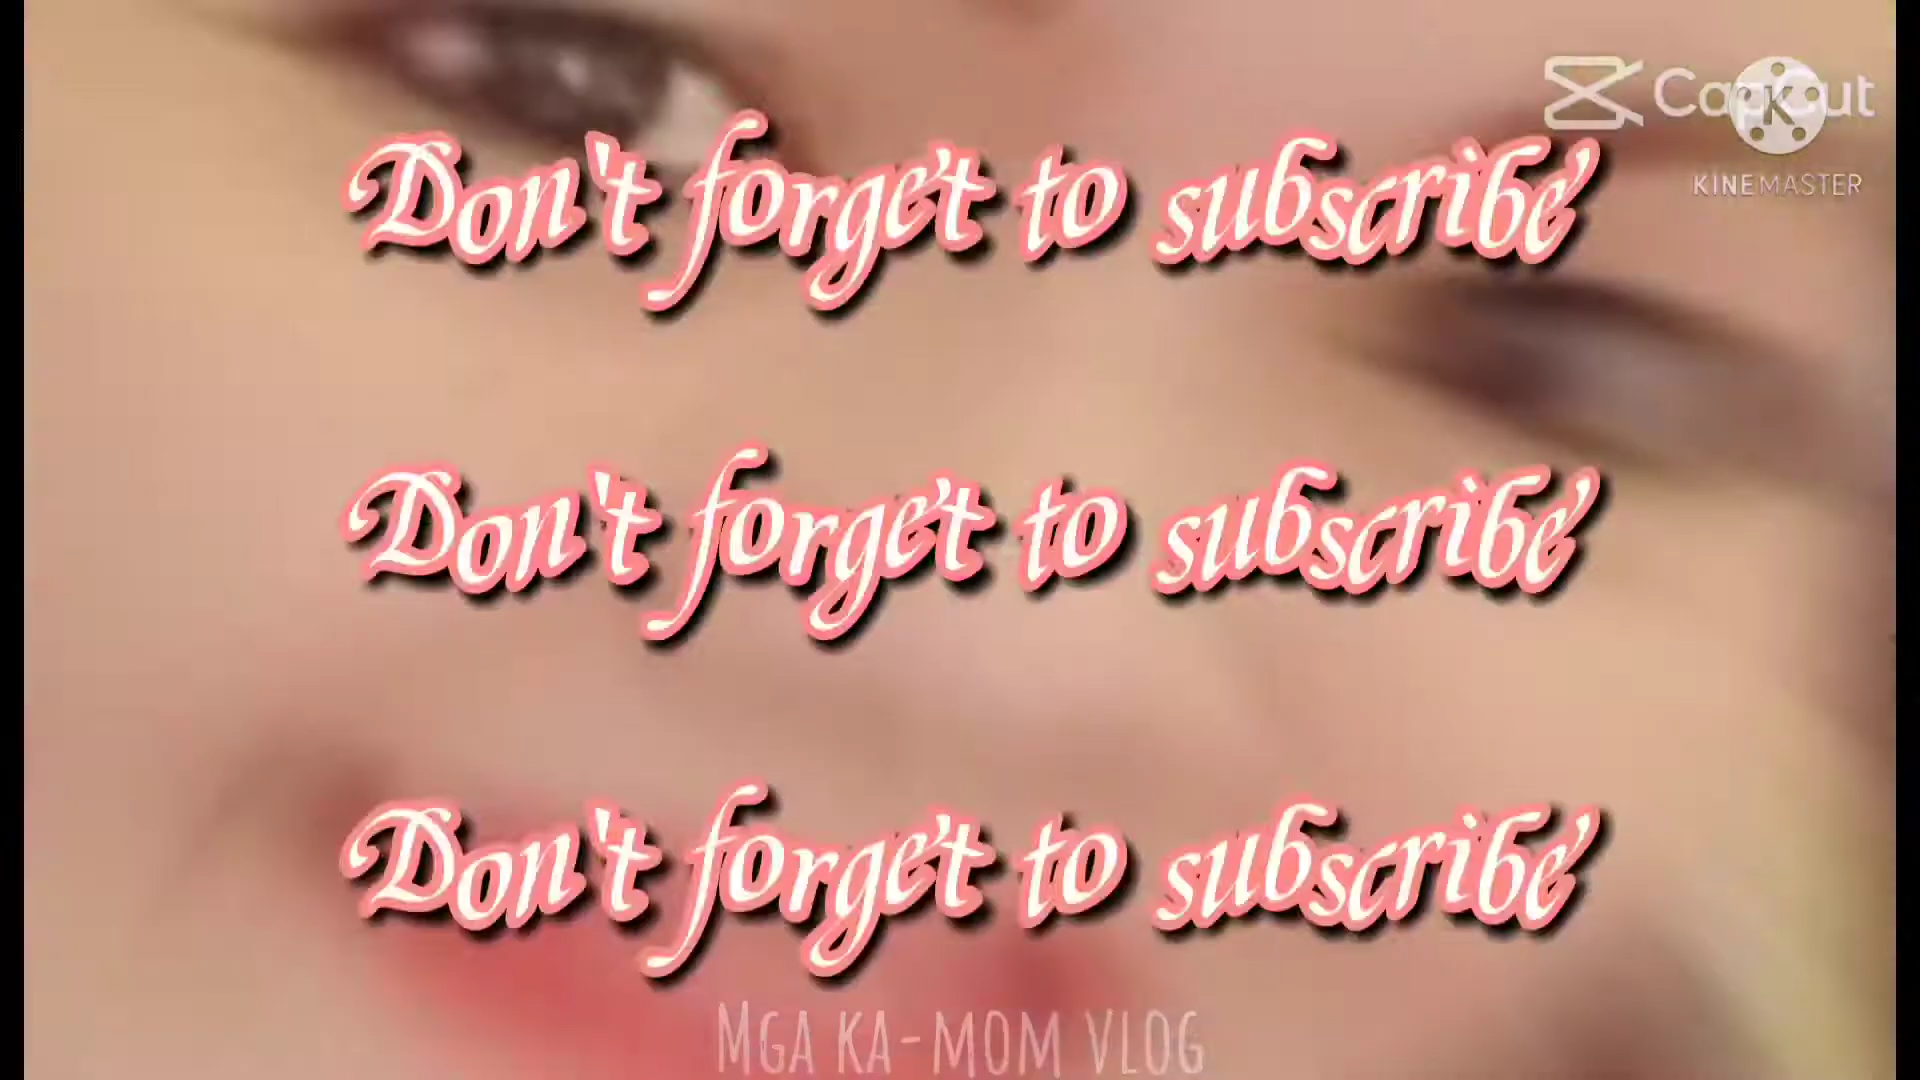 CapCut
KINEMASTER
Don't forget to subscribe
Don't forget to subscribe
Don't forget to subscribe
MGA KA-MOM VLOG